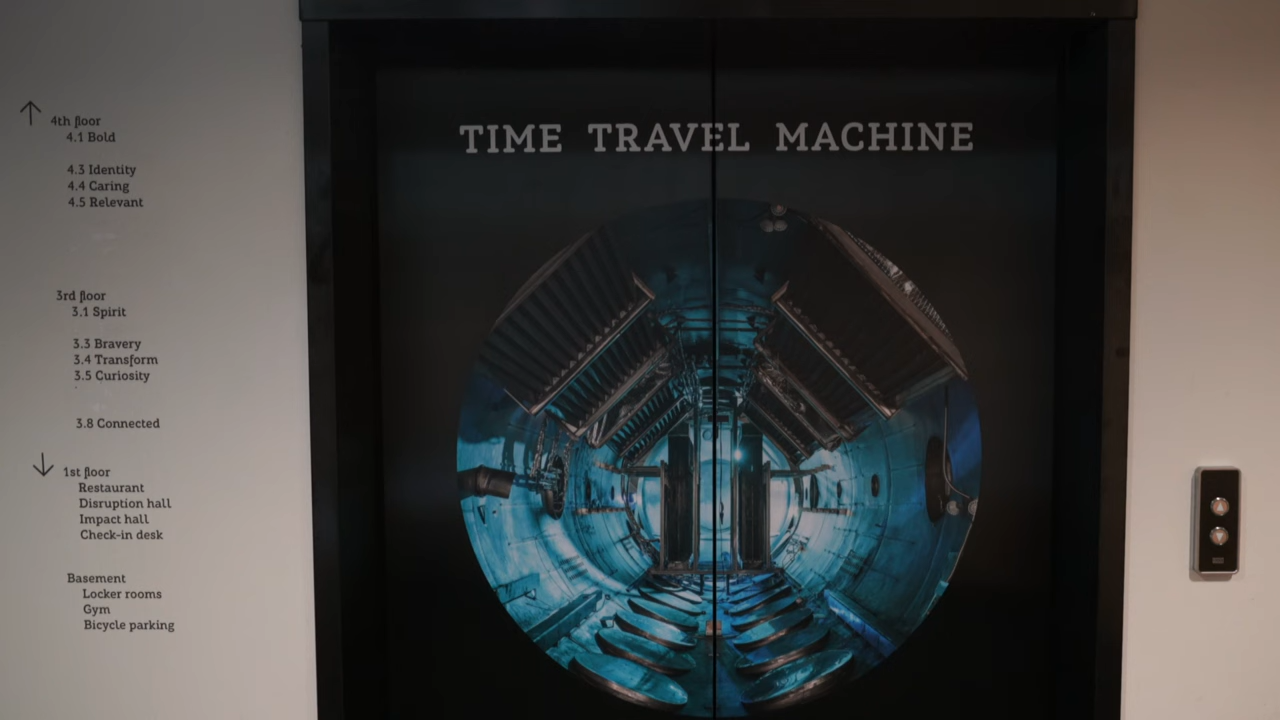 4th floor
4.1 Bold
4.3 Identity
4.4 Caring
4.5 Relevant
3rd floor
3.1 Spirit
3.3 Bravery
3.4 Transform
3.5 Curiosity
3.8 Connected
1st floor
Restaurant
Disruption hall
Impact hall
Check-in desk
Basement
Locker rooms
Gym
Bicycle parking
TIME TRAVEL MACHINE